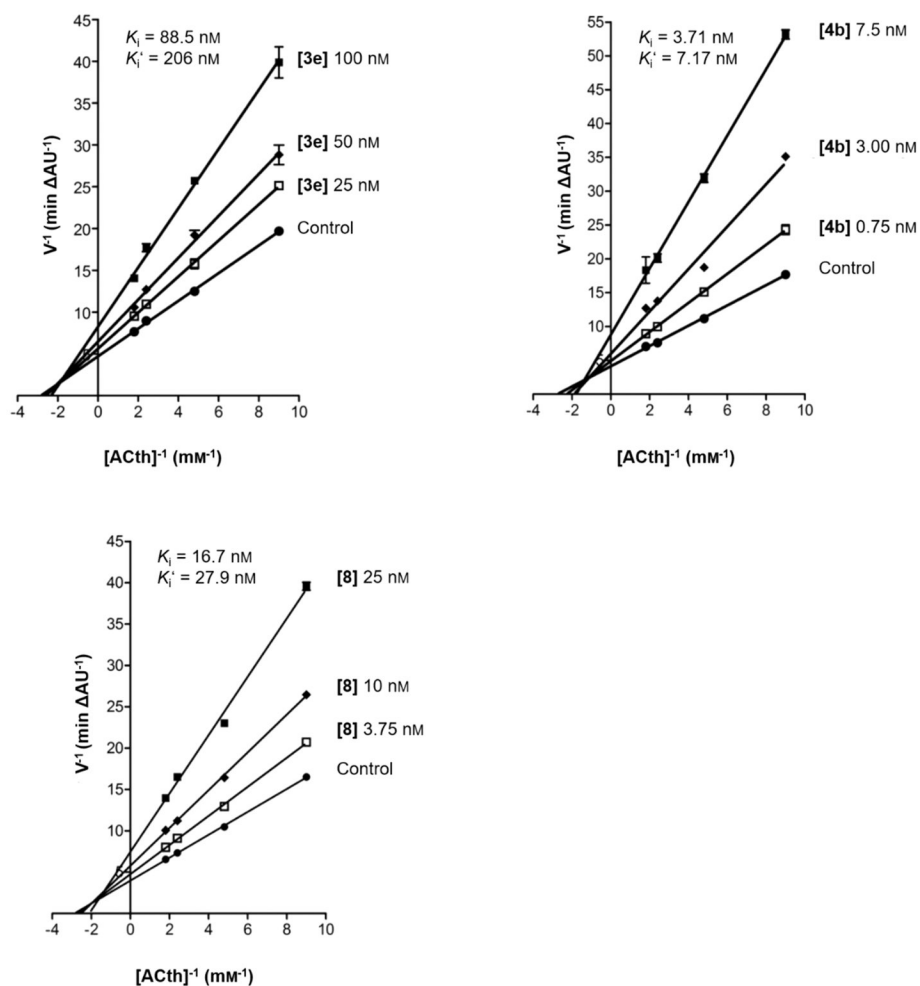 45
40
35
30
25
20
15
10
V-1 (min ΔAU-1)
Ki = 88.5 nM
Ki' = 206 nM
[3e] 100 nM
[3e] 50 nM
[3e] 25 nM
Control
-4 -2 0 2 4 6 8 10
[ACth]-1 (mM-1)
55
50
45
40
35
30
25
20
15
10
V-1 (min ΔAU-1)
Ki = 3.71 nM
Ki' = 7.17 nM
[4b] 7.5 nM
[4b] 3.00 nM
[4b] 0.75 nM
Control
-4 -2 0 2 4 6 8 10
[ACth]-1 (mM-1)
45
40
35
30
25
20
15
10
V-1 (min ΔAU-1)
Ki = 16.7 nM
Ki' = 27.9 nM
[8] 25 nM
[8] 10 nM
[8] 3.75 nM
Control
-4 -2 0 2 4 6 8 10
[ACth]-1 (mM-1)